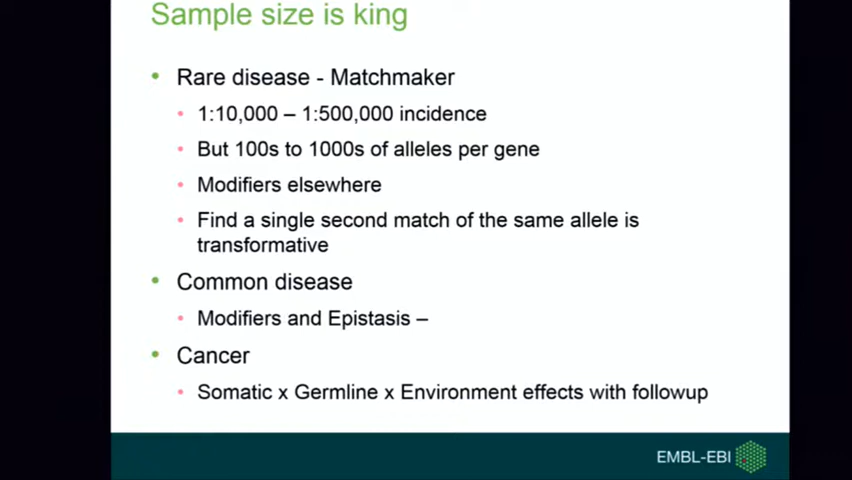 Sample size is king
• Rare disease - Matchmaker
• 1:10,000 – 1:500,000 incidence
• But 100s to 1000s of alleles per gene
• Modifiers elsewhere
• Find a single second match of the same allele is
transformative
• Common disease
• Modifiers and Epistasis –
• Cancer
• Somatic x Germline x Environment effects with followup
EMBL-EBI